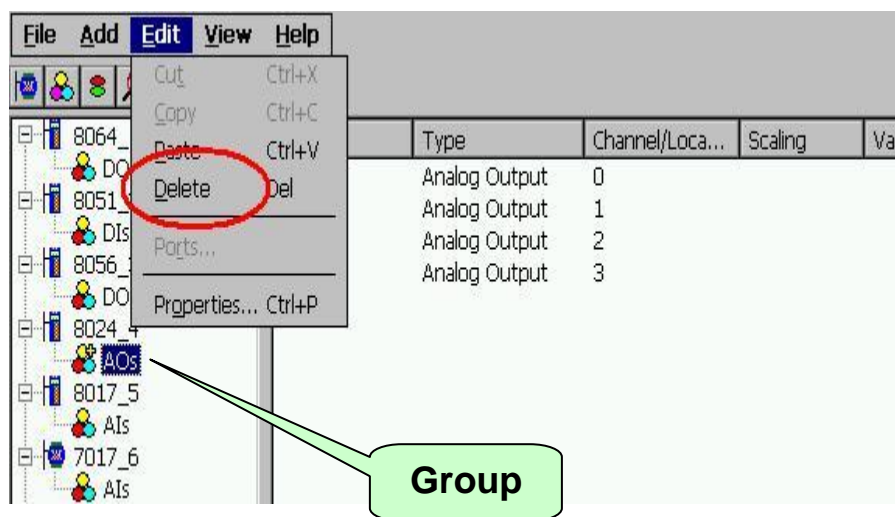 File Add Edit View Help
Cut Ctrl+X
Copy Ctrl+C
Paste Ctrl+V
Delete Del
Ports...
Properties... Ctrl+P
8064_
DO
8051_
DIs
8056_
DO
8024_4
AOs
8017_5
AIs
7017_6
AIs
Type Channel/Loca... Scaling Va
Analog Output 0
Analog Output 1
Analog Output 2
Analog Output 3
Group